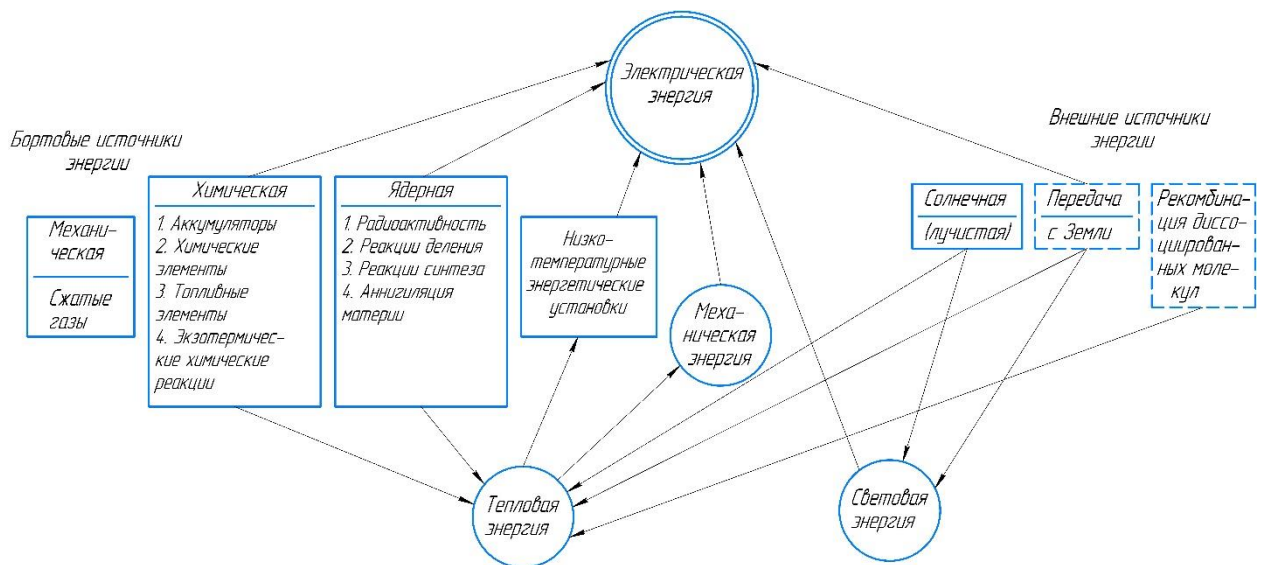 Электрическая
энергия
Бортовые источники
энергии
Внешние источники
энергии
Механи-
ческая
Сжатые
газы
Химическая
1. Аккумуляторы
2. Химические
элементы
3. Топливные
элементы
4. Экзотермичес-
кие химические
реакции
Ядерная
1. Радиоактивность
2. Реакции деления
3. Реакции синтеза
4. Аннигиляция
материи
Низко-
температурные
энергетические
установки
Меха-
ническая
энергия
Солнечная
(лучистая)
Передача
с Земли
Рекомбина-
ция диссо-
циирован-
ных моле-
кул
Тепловая
энергия
Световая
энергия